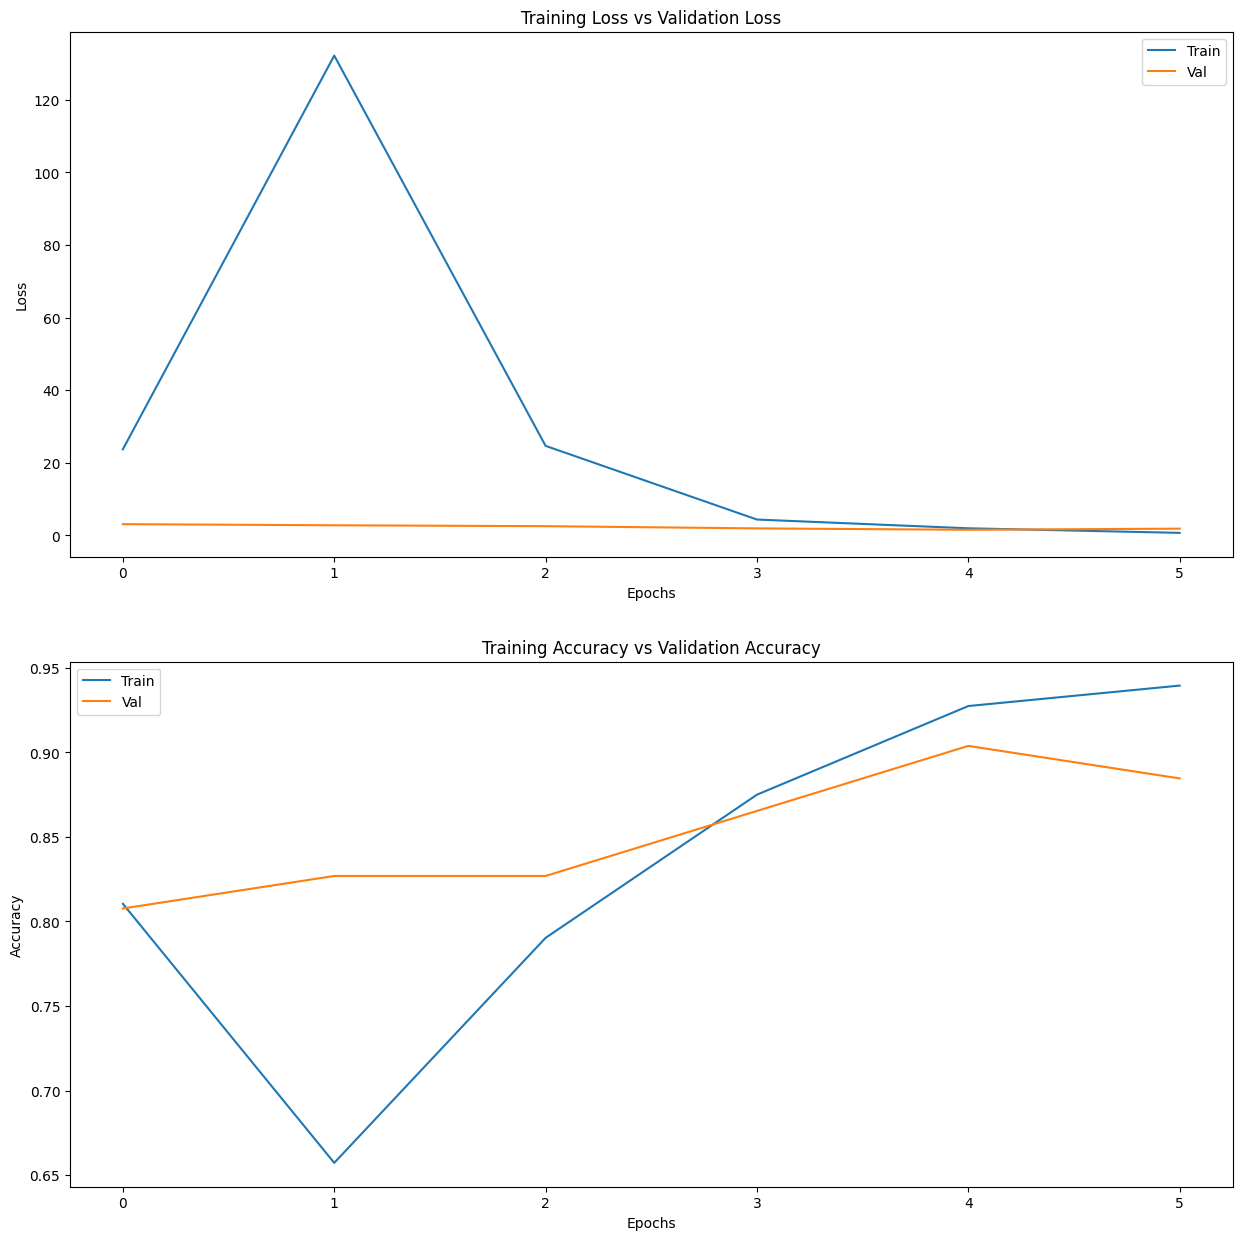 Training Loss vs Validation Loss
Train
Val
120
100
80
60
40
20
0
Loss
0 1 2 3 4 5
Epochs
Training Accuracy vs Validation Accuracy
Train
Val
0.95
0.90
0.85
0.80
0.75
0.70
0.65
Accuracy
0 1 2 3 4 5
Epochs